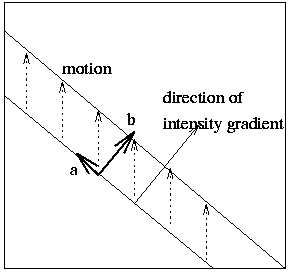 motion
direction of
intensity gradient
b
a